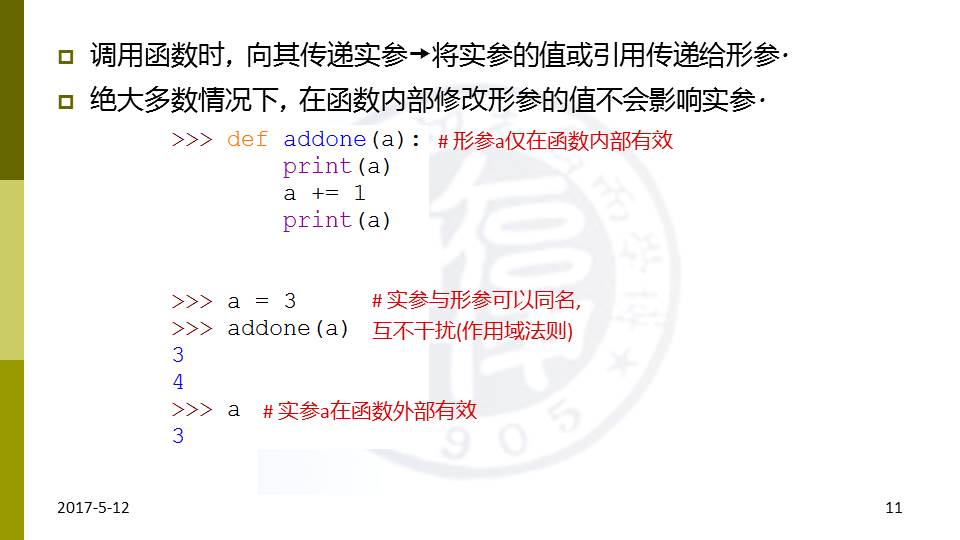 调用函数时，向其传递实参→将实参的值或引用传递给形参.
绝大多数情况下，在函数内部修改形参的值不会影响实参.
>>> def addone(a): # 形参a仅在函数内部有效
print(a)
a += 1
print(a)
>>> a = 3 # 实参与形参可以同名,
>>> addone(a) 互不干扰(作用域法则)
3
4
>>> a # 实参a在函数外部有效
3
905
2017-5-12 11